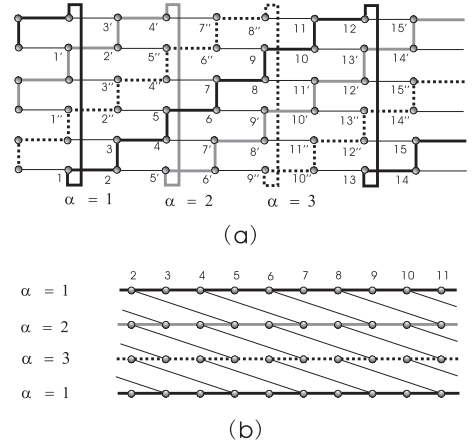 3' 4' 7" 8" 11 12 15'
1' 2' 5" 6" 9 10 13' 14'
3" 4" 7 8 11' 12' 15"
1" 2" 5 6 9' 10' 13" 14"
3 4 7' 8' 11" 12" 15
1 2 5' 6' 9" 10" 13 14
α = 1 α = 2 α = 3
(a)
2 3 4 5 6 7 8 9 10 11
α = 1
α = 2
α = 3
α = 1
(b)